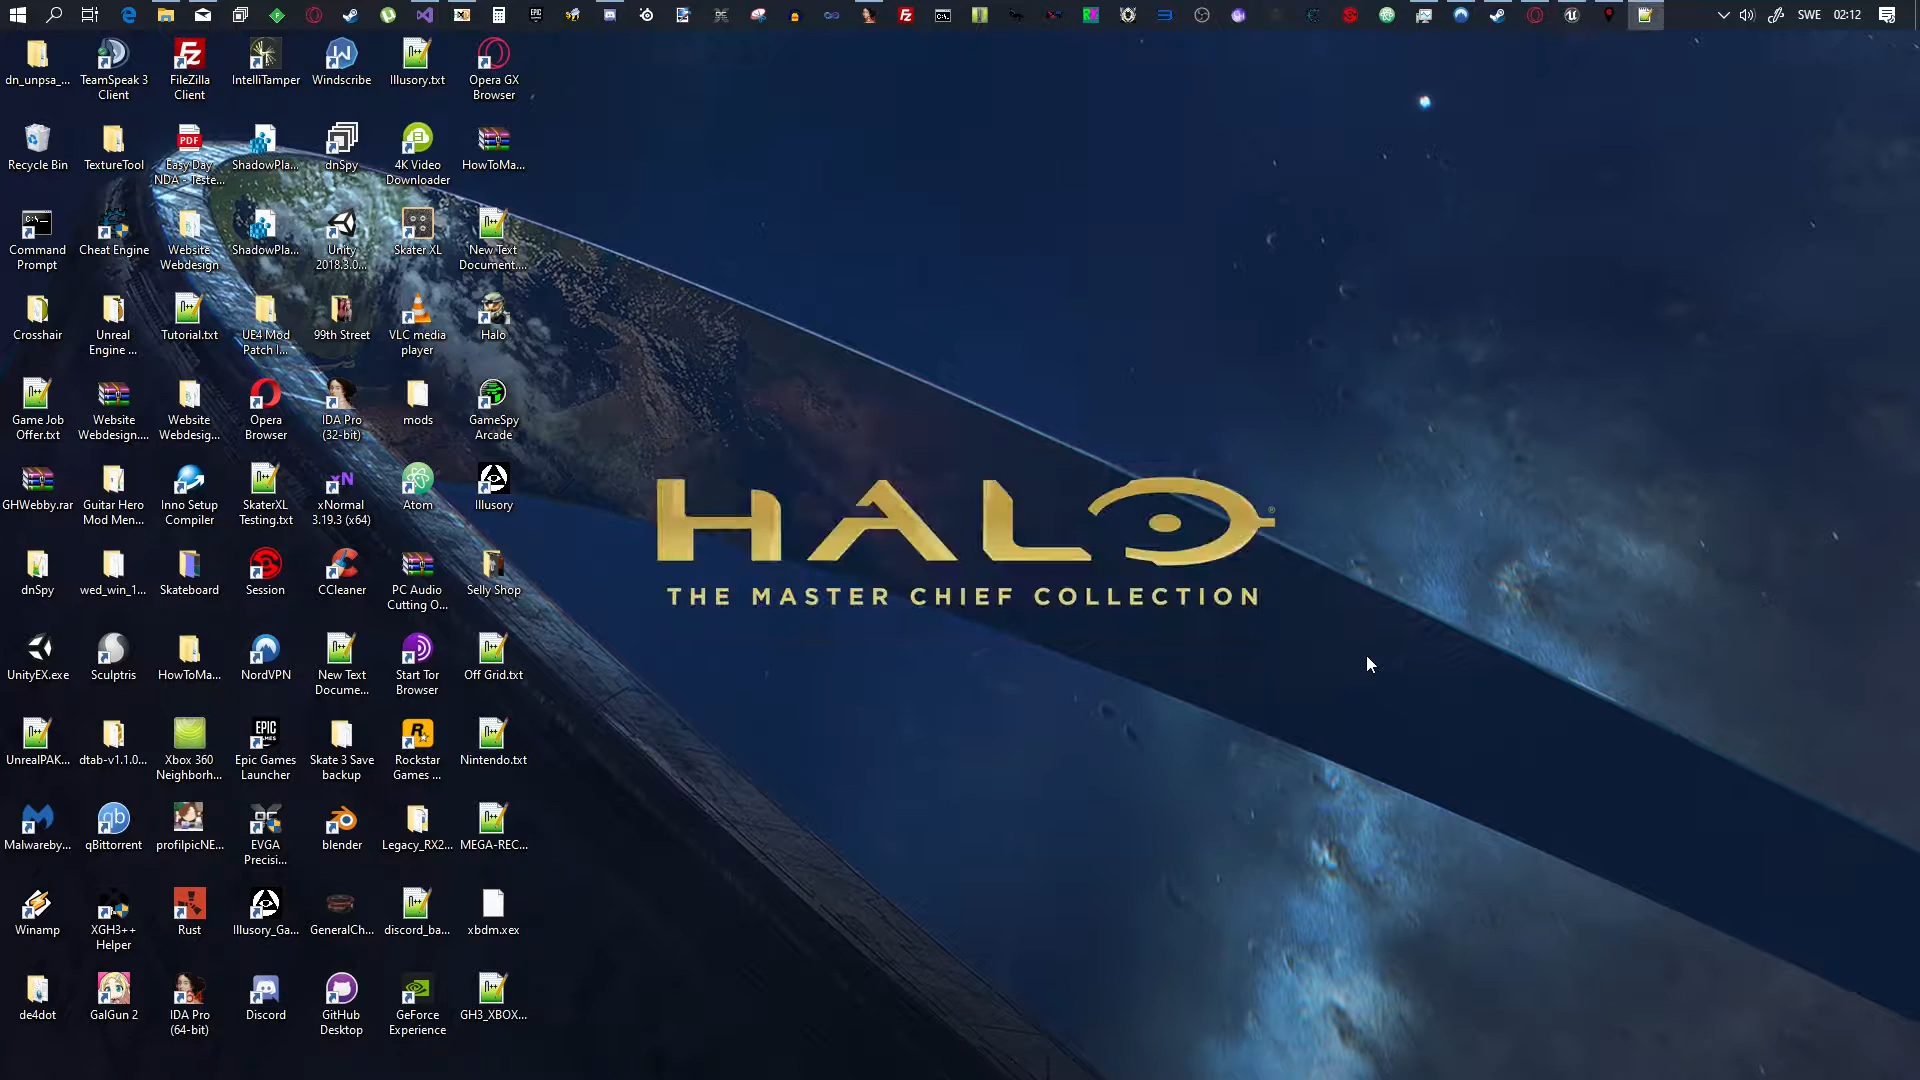 SWE 02:12
dn_unpsa_...
TeamSpeak 3
Client
FileZilla
Client
IntelliTamper
Windscribe
Illusory.txt
Opera GX
Browser
Recycle Bin
TextureTool
PDF
Easy Day
NDA - Teste...
ShadowPla...
dnSpy
4K Video
Downloader
HowToMa...
Command
Prompt
Cheat Engine
Website
Webdesign
ShadowPla...
Unity
2018.3.0...
Skater XL
New Text
Document....
Crosshair
Unreal
Engine ...
Tutorial.txt
UE4 Mod
Patch I...
99th Street
VLC media
player
Halo
Game Job
Offer.txt
Website
Webdesign....
Website
Webdesig...
Opera
Browser
IDA Pro
(32-bit)
mods
GameSpy
Arcade
GHWebby.rar
Guitar Hero
Mod Men...
Inno Setup
Compiler
SkaterXL
Testing.txt
xNormal
3.19.3 (x64)
Atom
Illusory
HALO
THE MASTER CHIEF COLLECTION
dnSpy
wed_win_1...
Skateboard
Session
CCleaner
PC Audio
Cutting O...
Selly Shop
UnityEX.exe
Sculptris
HowToMa...
NordVPN
New Text
Docume...
Start Tor
Browser
Off Grid.txt
UnrealPAK...
dtab-v1.1.0...
Xbox 360
Neighborh...
EPIC
GAMES
Epic Games
Launcher
Skate 3 Save
backup
Rockstar
Games ...
Nintendo.txt
Malwareby...
qBittorrent
profilpicNE...
EVGA
Precisi...
blender
Legacy_RX2...
MEGA-REC...
Winamp
XGH3++
Helper
Rust
Illusory_Ga...
GeneralCh...
discord_ba...
xbdm.xex
de4dot
GalGun 2
IDA Pro
(64-bit)
Discord
GitHub
Desktop
GeForce
Experience
GH3_XBOX...